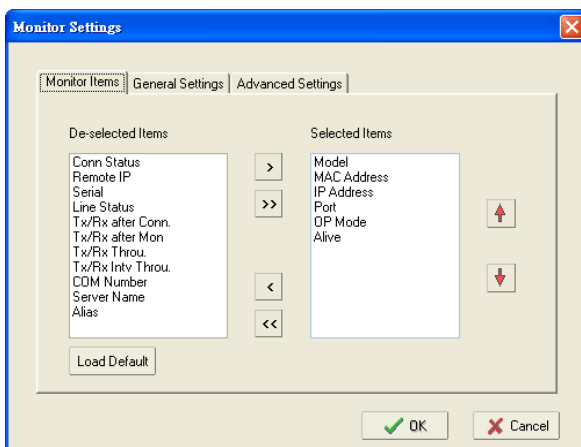 Monitor Settings
Monitor Items
General Settings
Advanced Settings
De-selected Items
Conn Status
Remote IP
Serial
Line Status
Tx/Rx after Conn.
Tx/Rx after Mon
Tx/Rx Throu.
Tx/Rx Intv Throu.
COM Number
Server Name
Alias
>
>>
<
<<
Selected Items
Model
MAC Address
IP Address
Port
OP Mode
Alive
Load Default
OK
Cancel